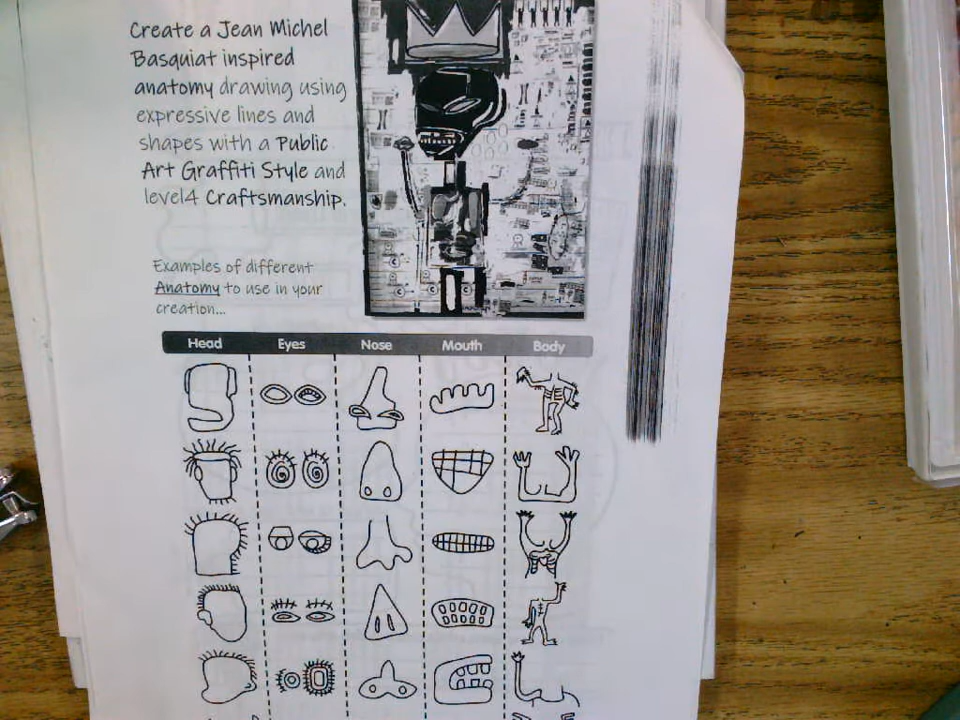 Create a Jean Michel
Basquiat inspired
anatomy drawing using
expressive lines and
shapes with a Public
Art Graffiti Style and
level4 Craftsmanship.
Examples of different
Anatomy to use in your
creation...
Head Eyes Nose Mouth Body